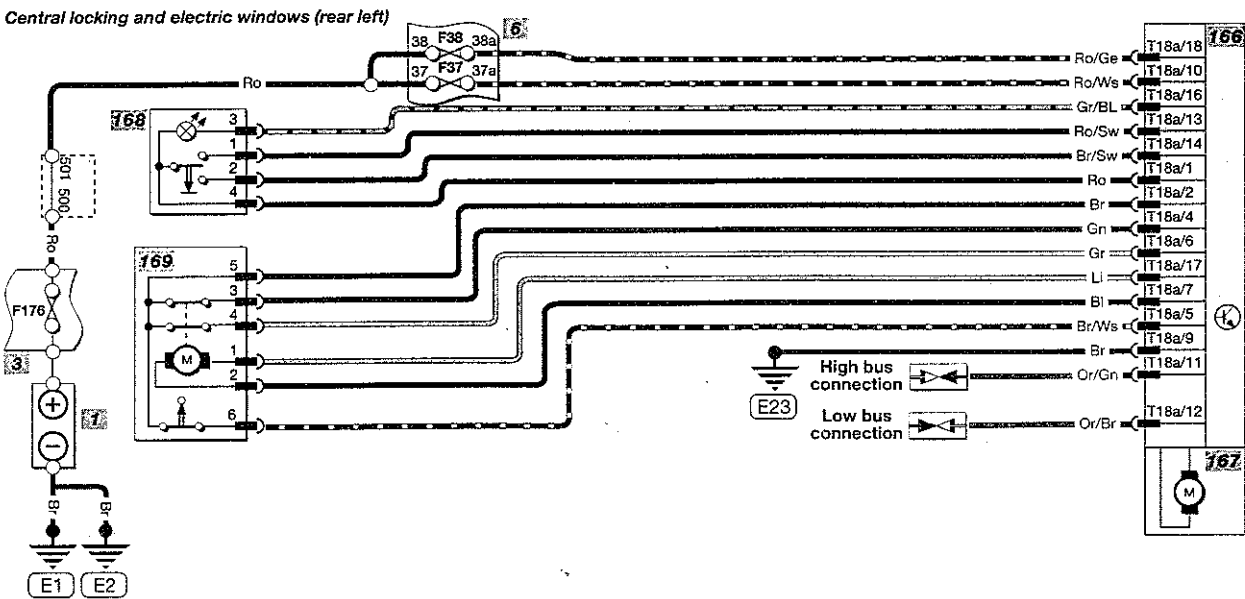 Central locking and electric windows (rear left)
6
166
38 F38 38a
37 F37 37a
Ro
Ro/Ge T18a/18
Ro/Ws T18a/10
Gr/BL T18a/16
Ro/Sw T18a/13
Br/Sw T18a/14
Ro T18a/1
Br T18a/2
Gn T18a/4
Gr T18a/6
Li T18a/17
Bl T18a/7
Br/Ws T18a/5
Br T18a/9
Or/Gn T18a/11
Or/Br T18a/12
168
3
1
2
4
501 500
Ro
169
5
3
4
M
1
2
6
F176
3
1
Br
Br
E1
E2
E23
High bus
connection
Low bus
connection
167
M